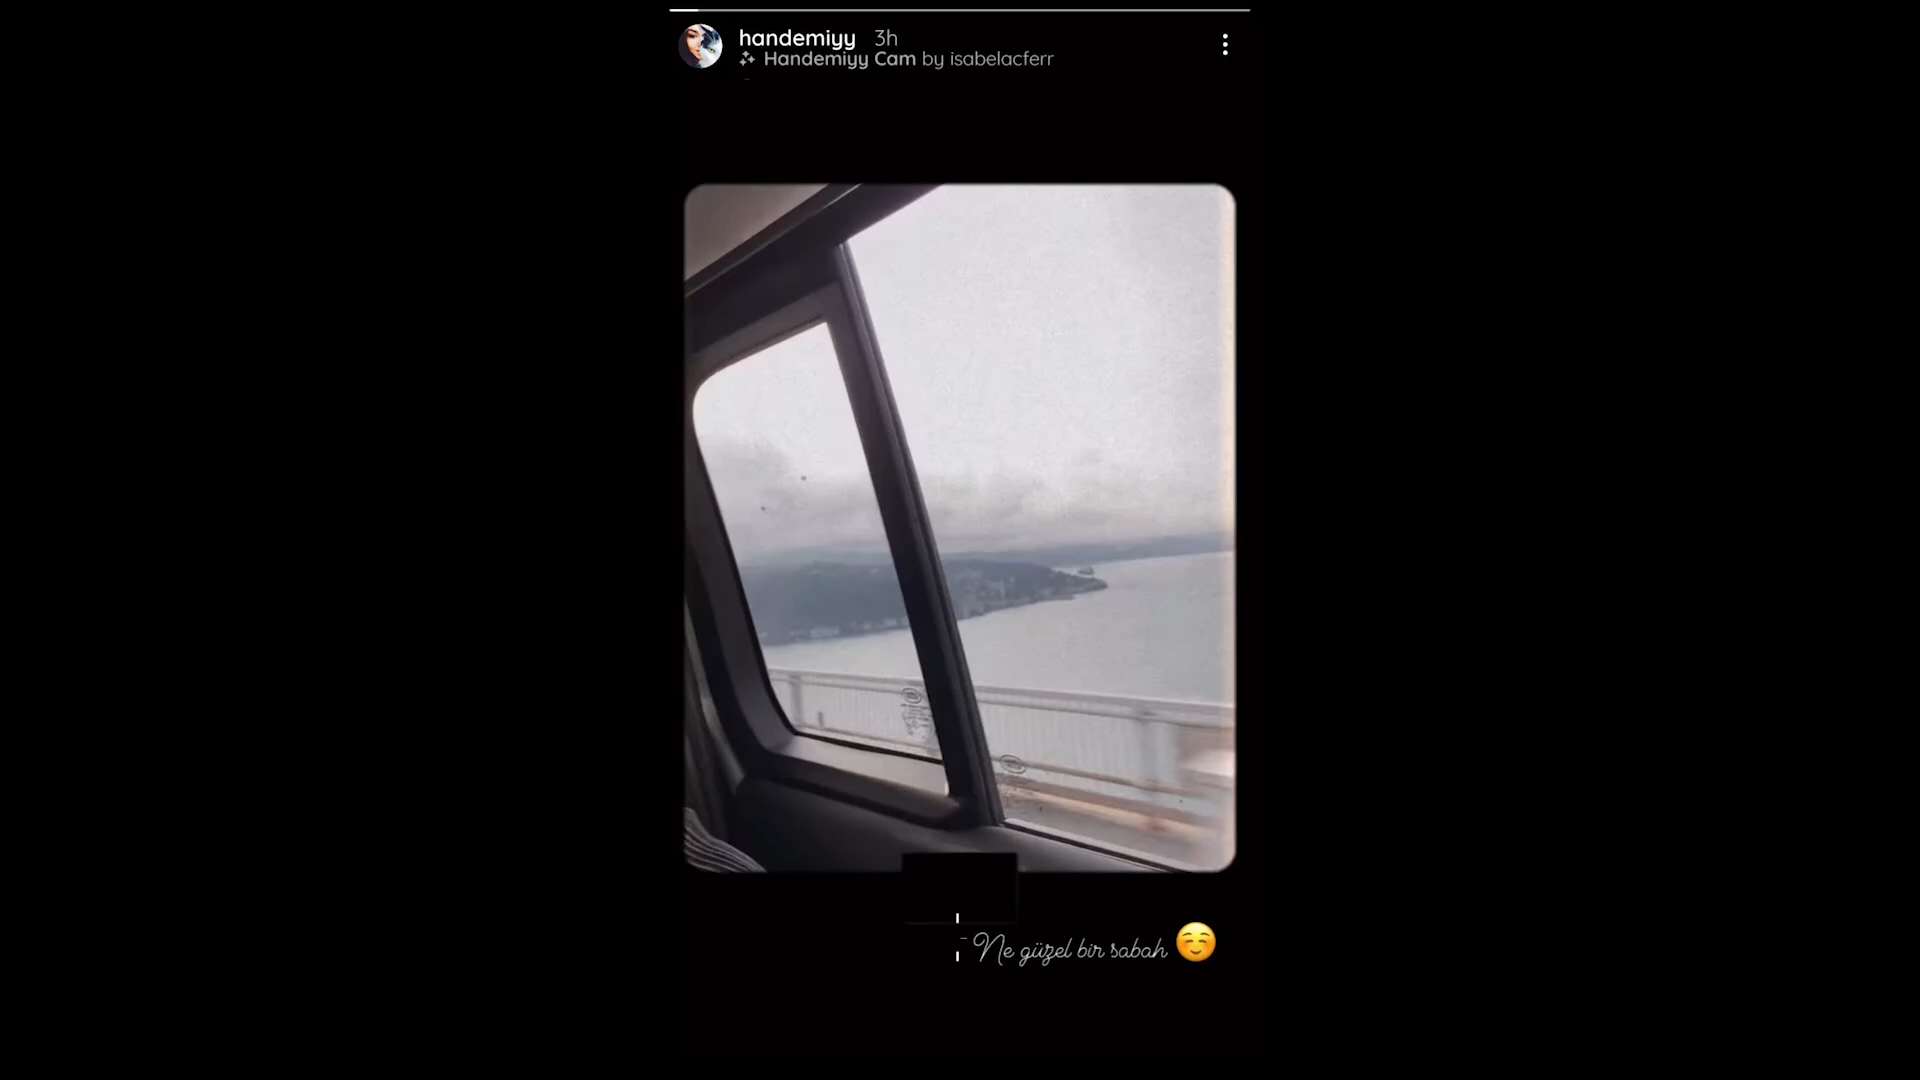 handemiyy 3h
Handemiyy Cam by isabelacferr
Ne güzel bir sabah ☺️